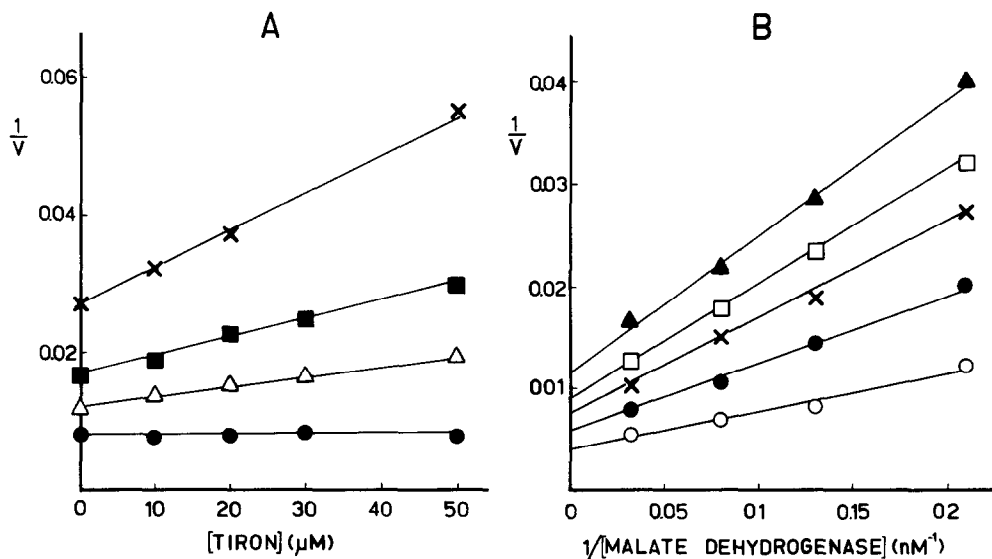 A
0.06
1
V
0.04
0.02
0 10 20 30 40 50
[TIRON] (µM)
B
0.04
1
V
0.03
0.02
0.01
0 0.05 0.1 0.15 0.2
1/[MALATE DEHYDROGENASE] (nM⁻¹)